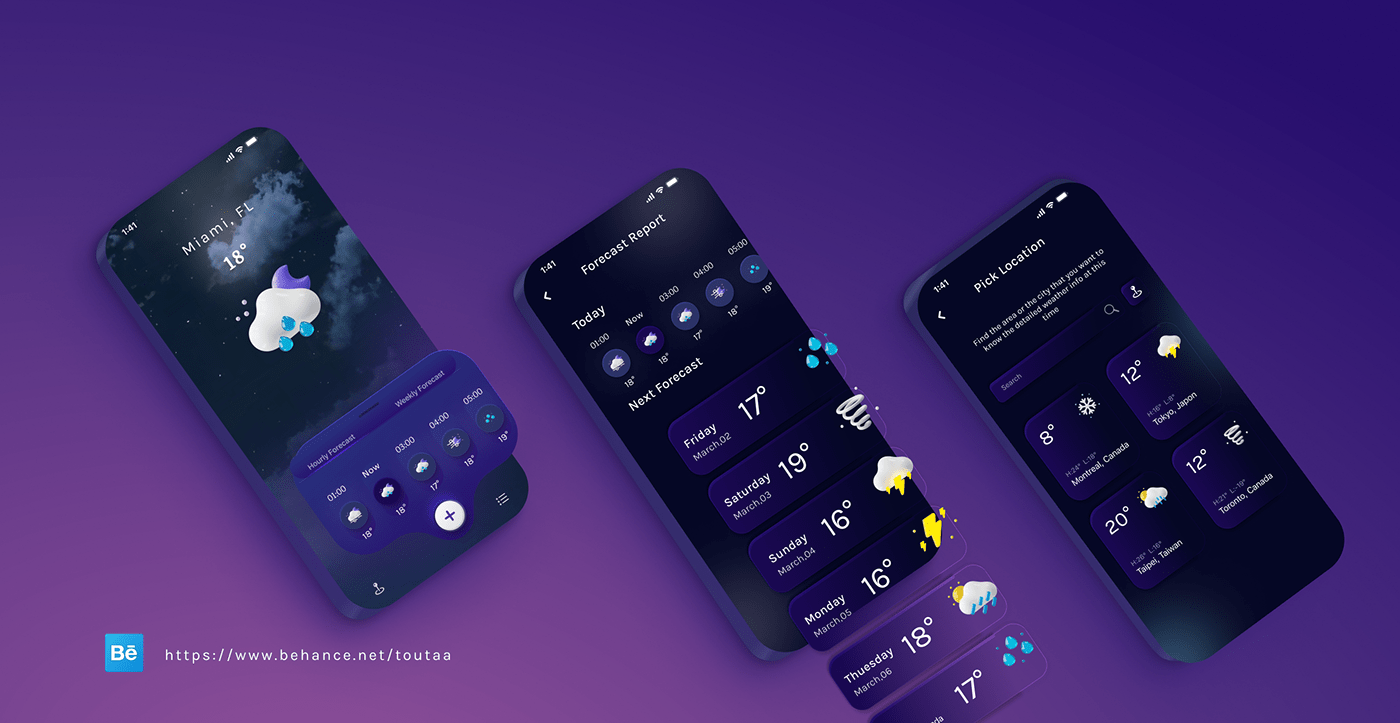 1:41
Miami, FL
18°
Hourly Forecast
Weekly Forecast
01:00
Now
03:00
04:00
05:00
18°
18°
17°
18°
19°
1:41
Forecast Report
Today
01:00
Now
03:00
04:00
05:00
18°
18°
17°
18°
19°
Next Forecast
Friday
March,02
17°
Saturday
March,03
19°
Sunday
March,04
16°
Monday
March,05
16°
Thuesday
March,06
18°
17°
1:41
Pick Location
Find the area or the city that you want to
know the detailed weather info at this
time
Search
8°
H:24° L:18°
Montreal, Canada
12°
H:16° L:8°
Tokyo, Japon
20°
H:26° L:16°
Taipei, Taiwan
12°
H:21° L:-19°
Toronto, Canada
Bē
https://www.behance.net/toutaa